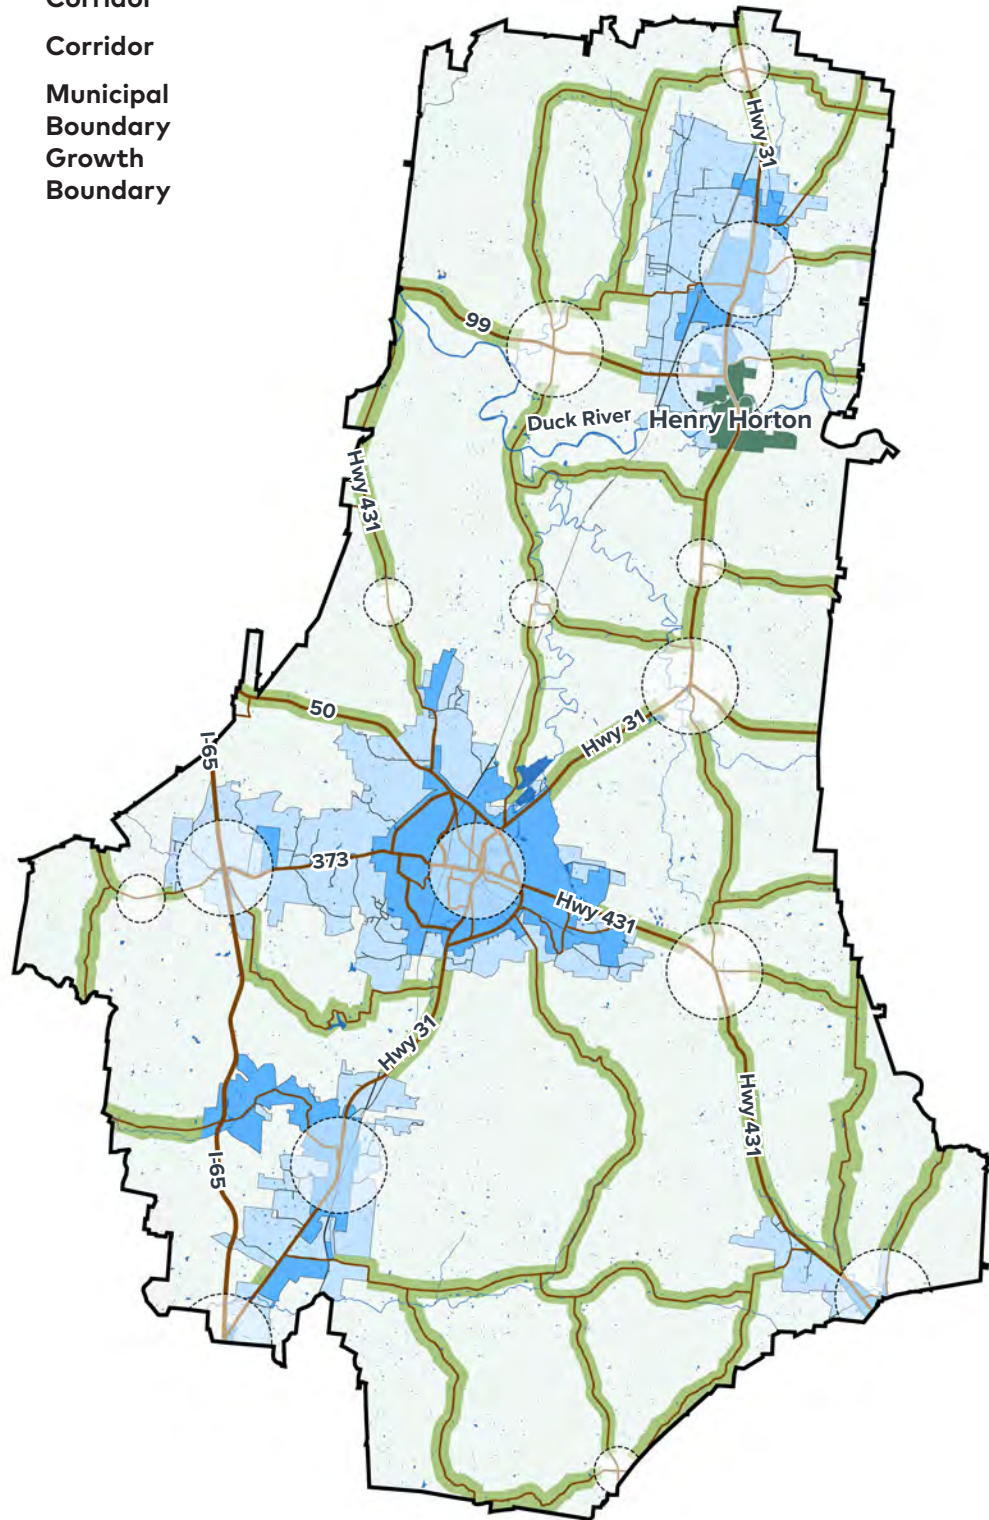 Corridor
Corridor
Municipal
Boundary
Growth
Boundary
Hwy 31
99
Duck River
Henry Horton
Hwy 431
50
Hwy 31
I-65
373
Hwy 431
Hwy 31
Hwy 431
I-65